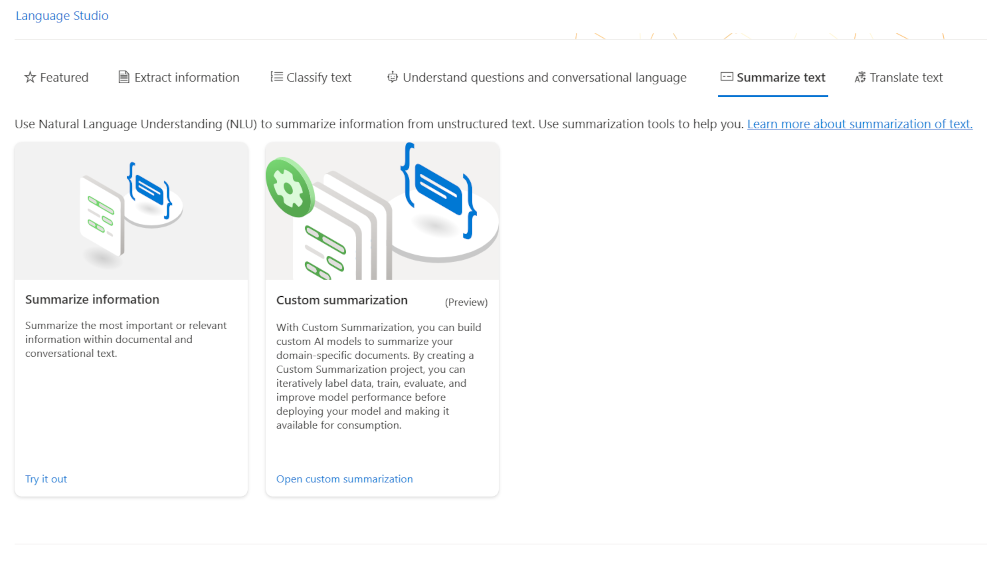 Language Studio
Featured
Extract information
Classify text
Understand questions and conversational language
Summarize text
Translate text
Use Natural Language Understanding (NLU) to summarize information from unstructured text. Use summarization tools to help you. Learn more about summarization of text.
Summarize information
Summarize the most important or relevant
information within documental and
conversational text.
Try it out
Custom summarization
(Preview)
With Custom Summarization, you can build
custom AI models to summarize your
domain-specific documents. By creating a
Custom Summarization project, you can
iteratively label data, train, evaluate, and
improve model performance before
deploying your model and making it
available for consumption.
Open custom summarization